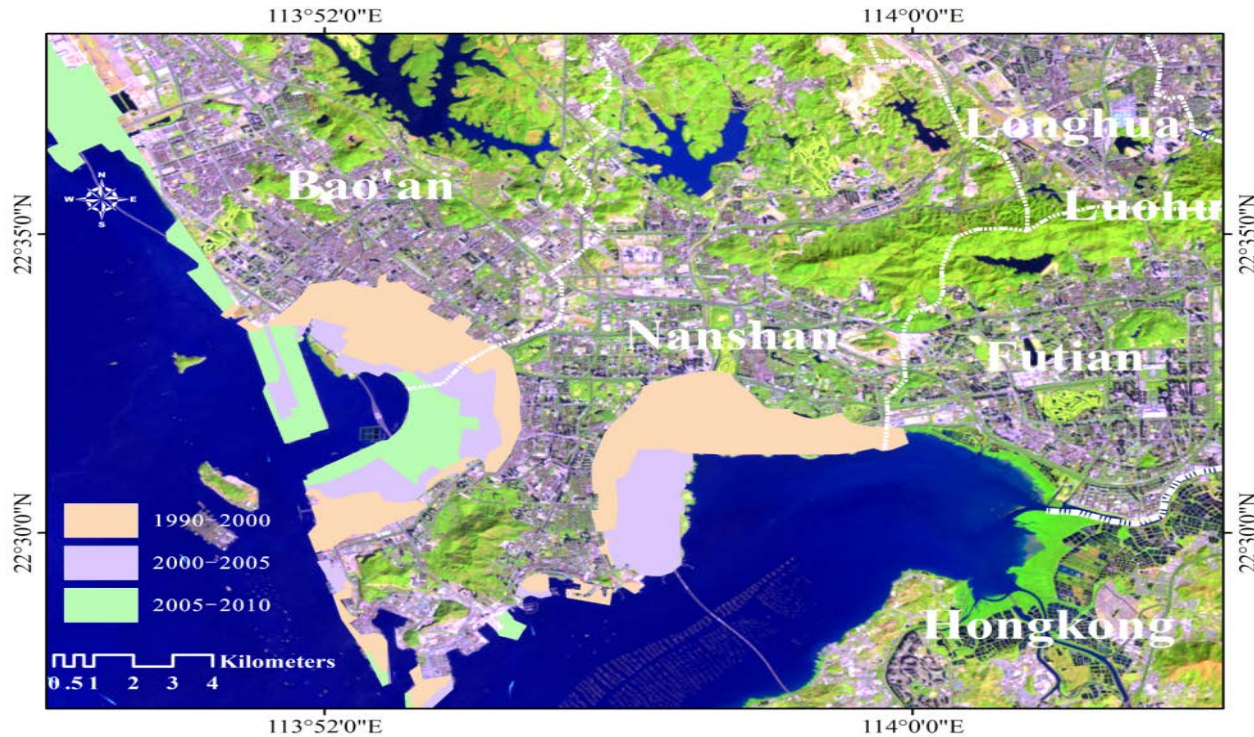 113°52'0"E 114°0'0"E
Longhua
Bao'an
N
W E
S
Luohu
22°35'0"N 22°35'0"N
Nanshan
Futian
1990-2000
22°30'0"N 22°30'0"N
2000-2005
2005-2010
Hongkong
Kilometers
0 .5 1 2 3 4
113°52'0"E 114°0'0"E